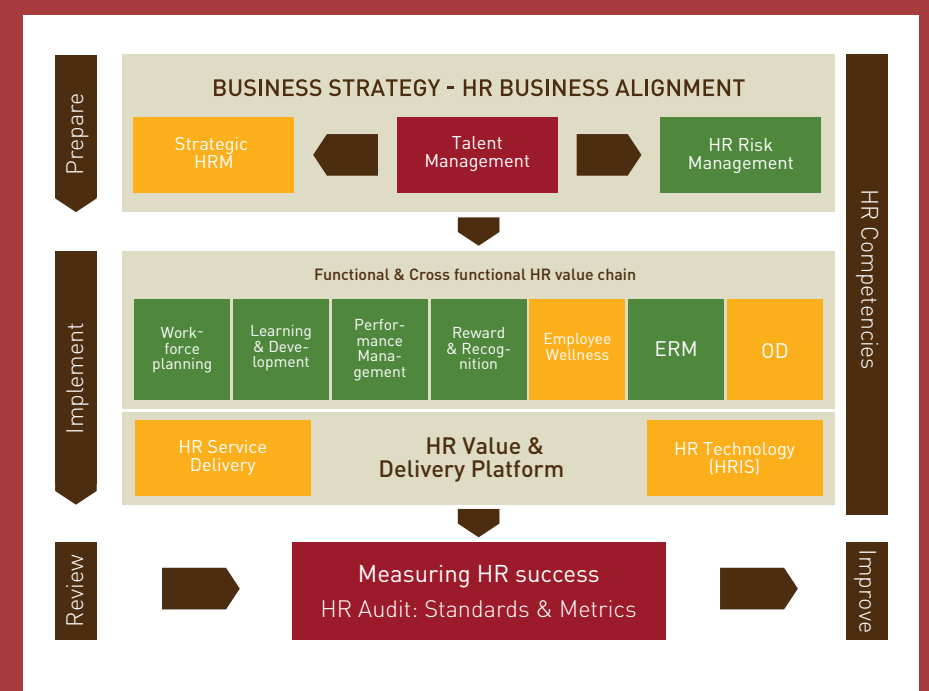 Prepare
BUSINESS STRATEGY - HR BUSINESS ALIGNMENT
Strategic
HRM
Talent
Management
HR Risk
Management
HR Competencies
Implement
Functional & Cross functional HR value chain
Work-
force
planning
Learning
& Deve-
lopment
Perfor-
mance
Mana-
gement
Reward
& Recog-
nition
Employee
Wellness
ERM
OD
HR Service
Delivery
HR Value &
Delivery Platform
HR Technology
(HRIS)
Review
Measuring HR success
HR Audit: Standards & Metrics
Improve